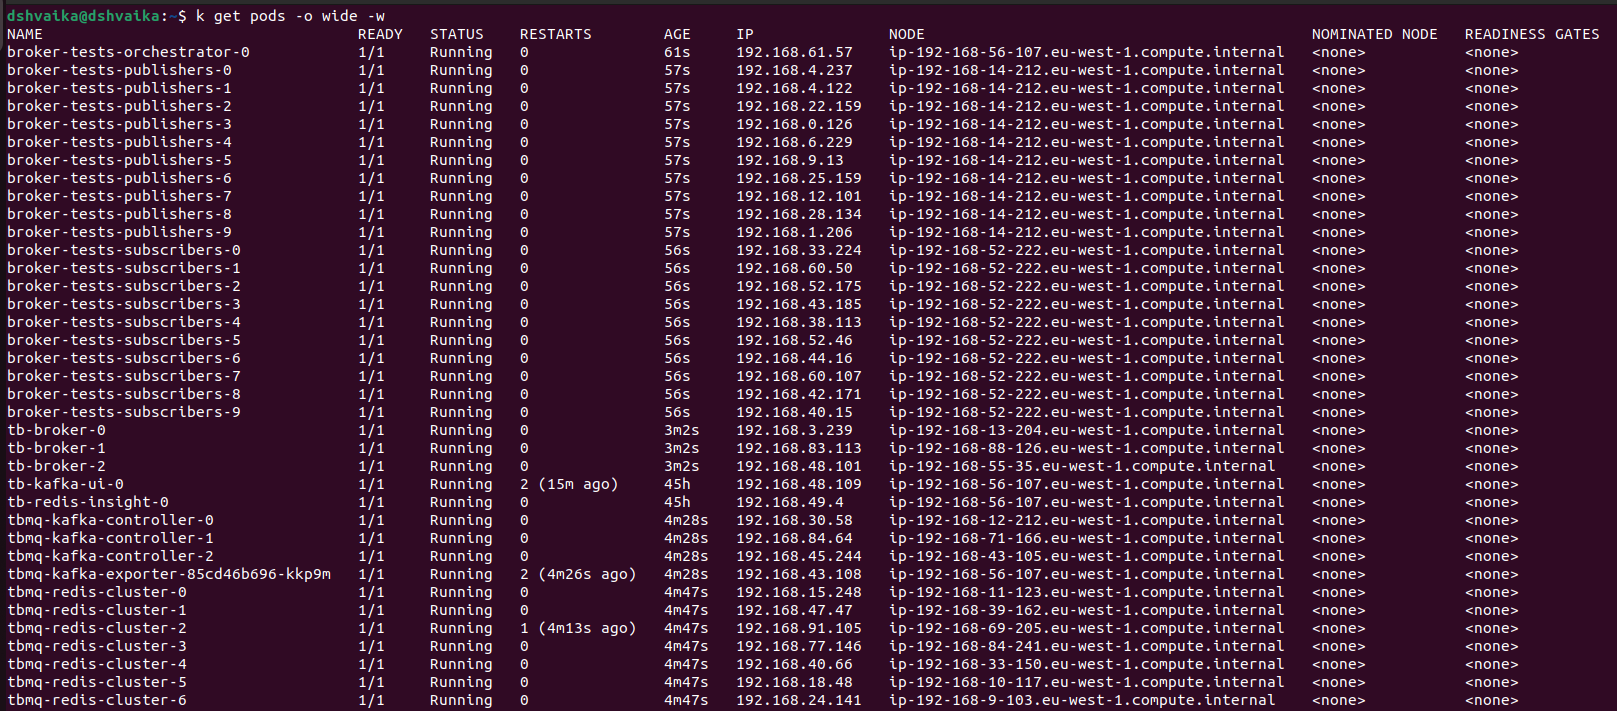 dshvaika@dshvaika:~$ k get pods -o wide -w
NAME READY STATUS RESTARTS AGE IP NODE NOMINATED NODE READINESS GATES
broker-tests-orchestrator-0 1/1 Running 0 61s 192.168.61.57 ip-192-168-56-107.eu-west-1.compute.internal <none> <none>
broker-tests-publishers-0 1/1 Running 0 57s 192.168.4.237 ip-192-168-14-212.eu-west-1.compute.internal <none> <none>
broker-tests-publishers-1 1/1 Running 0 57s 192.168.4.122 ip-192-168-14-212.eu-west-1.compute.internal <none> <none>
broker-tests-publishers-2 1/1 Running 0 57s 192.168.22.159 ip-192-168-14-212.eu-west-1.compute.internal <none> <none>
broker-tests-publishers-3 1/1 Running 0 57s 192.168.0.126 ip-192-168-14-212.eu-west-1.compute.internal <none> <none>
broker-tests-publishers-4 1/1 Running 0 57s 192.168.6.229 ip-192-168-14-212.eu-west-1.compute.internal <none> <none>
broker-tests-publishers-5 1/1 Running 0 57s 192.168.9.13 ip-192-168-14-212.eu-west-1.compute.internal <none> <none>
broker-tests-publishers-6 1/1 Running 0 57s 192.168.25.159 ip-192-168-14-212.eu-west-1.compute.internal <none> <none>
broker-tests-publishers-7 1/1 Running 0 57s 192.168.12.101 ip-192-168-14-212.eu-west-1.compute.internal <none> <none>
broker-tests-publishers-8 1/1 Running 0 57s 192.168.28.134 ip-192-168-14-212.eu-west-1.compute.internal <none> <none>
broker-tests-publishers-9 1/1 Running 0 57s 192.168.1.206 ip-192-168-14-212.eu-west-1.compute.internal <none> <none>
broker-tests-subscribers-0 1/1 Running 0 56s 192.168.33.224 ip-192-168-52-222.eu-west-1.compute.internal <none> <none>
broker-tests-subscribers-1 1/1 Running 0 56s 192.168.60.50 ip-192-168-52-222.eu-west-1.compute.internal <none> <none>
broker-tests-subscribers-2 1/1 Running 0 56s 192.168.52.175 ip-192-168-52-222.eu-west-1.compute.internal <none> <none>
broker-tests-subscribers-3 1/1 Running 0 56s 192.168.43.185 ip-192-168-52-222.eu-west-1.compute.internal <none> <none>
broker-tests-subscribers-4 1/1 Running 0 56s 192.168.38.113 ip-192-168-52-222.eu-west-1.compute.internal <none> <none>
broker-tests-subscribers-5 1/1 Running 0 56s 192.168.52.46 ip-192-168-52-222.eu-west-1.compute.internal <none> <none>
broker-tests-subscribers-6 1/1 Running 0 56s 192.168.44.16 ip-192-168-52-222.eu-west-1.compute.internal <none> <none>
broker-tests-subscribers-7 1/1 Running 0 56s 192.168.60.107 ip-192-168-52-222.eu-west-1.compute.internal <none> <none>
broker-tests-subscribers-8 1/1 Running 0 56s 192.168.42.171 ip-192-168-52-222.eu-west-1.compute.internal <none> <none>
broker-tests-subscribers-9 1/1 Running 0 56s 192.168.40.15 ip-192-168-52-222.eu-west-1.compute.internal <none> <none>
tb-broker-0 1/1 Running 0 3m2s 192.168.3.239 ip-192-168-13-204.eu-west-1.compute.internal <none> <none>
tb-broker-1 1/1 Running 0 3m2s 192.168.83.113 ip-192-168-88-126.eu-west-1.compute.internal <none> <none>
tb-broker-2 1/1 Running 0 3m2s 192.168.48.101 ip-192-168-55-35.eu-west-1.compute.internal <none> <none>
tb-kafka-ui-0 1/1 Running 2 (15m ago) 45h 192.168.48.109 ip-192-168-56-107.eu-west-1.compute.internal <none> <none>
tb-redis-insight-0 1/1 Running 0 45h 192.168.49.4 ip-192-168-56-107.eu-west-1.compute.internal <none> <none>
tbmq-kafka-controller-0 1/1 Running 0 4m28s 192.168.30.58 ip-192-168-12-212.eu-west-1.compute.internal <none> <none>
tbmq-kafka-controller-1 1/1 Running 0 4m28s 192.168.84.64 ip-192-168-71-166.eu-west-1.compute.internal <none> <none>
tbmq-kafka-controller-2 1/1 Running 0 4m28s 192.168.45.244 ip-192-168-43-105.eu-west-1.compute.internal <none> <none>
tbmq-kafka-exporter-85cd46b696-kkp9m 1/1 Running 2 (4m26s ago) 4m28s 192.168.43.108 ip-192-168-56-107.eu-west-1.compute.internal <none> <none>
tbmq-redis-cluster-0 1/1 Running 0 4m47s 192.168.15.248 ip-192-168-11-123.eu-west-1.compute.internal <none> <none>
tbmq-redis-cluster-1 1/1 Running 0 4m47s 192.168.47.47 ip-192-168-39-162.eu-west-1.compute.internal <none> <none>
tbmq-redis-cluster-2 1/1 Running 1 (4m13s ago) 4m47s 192.168.91.105 ip-192-168-69-205.eu-west-1.compute.internal <none> <none>
tbmq-redis-cluster-3 1/1 Running 0 4m47s 192.168.77.146 ip-192-168-84-241.eu-west-1.compute.internal <none> <none>
tbmq-redis-cluster-4 1/1 Running 0 4m47s 192.168.40.66 ip-192-168-33-150.eu-west-1.compute.internal <none> <none>
tbmq-redis-cluster-5 1/1 Running 0 4m47s 192.168.18.48 ip-192-168-10-117.eu-west-1.compute.internal <none> <none>
tbmq-redis-cluster-6 1/1 Running 0 4m47s 192.168.24.141 ip-192-168-9-103.eu-west-1.compute.internal <none> <none>